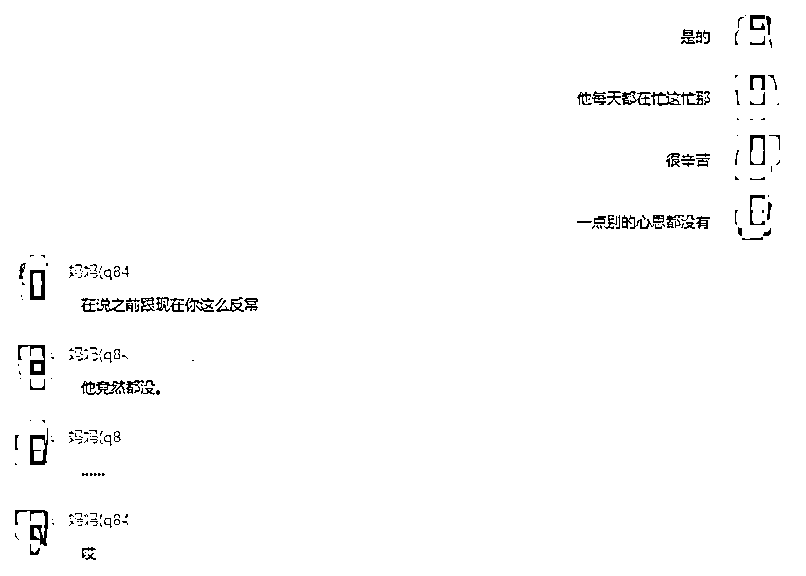 是的
他每天都在忙这忙那
很辛苦
一点别的心思都没有
妈妈(q84
在说之前跟现在你这么反常
妈妈(q84
他竟然都没。
妈妈(q8
......
妈妈(q84
哎